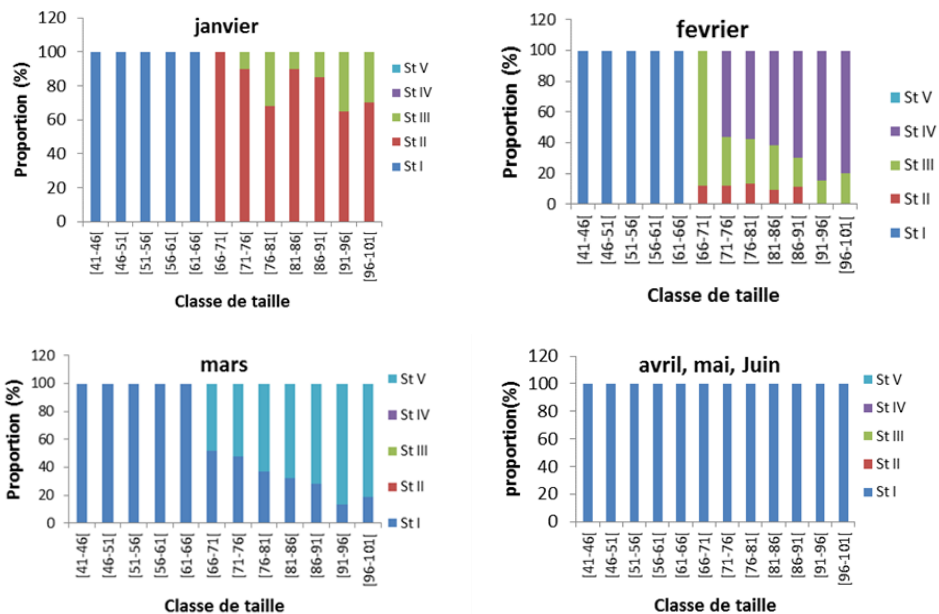 janvier
Proportion (%)
120
100
80
60
40
20
0
[41-46[
[46-51[
[51-56[
[56-61[
[61-66[
[66-71[
[71-76[
[76-81[
[81-86[
[86-91[
[91-96[
[96-101[
Classe de taille
St V
St IV
St III
St II
St I
fevrier
Proportion (%)
120
100
80
60
40
20
0
[41-46[
[46-51[
[51-56[
[56-61[
[61-66[
[66-71[
[71-76[
[76-81[
[81-86[
[86-91[
[91-96[
[96-101[
Classe de taille
St V
St IV
St III
St II
St I
mars
Proportion (%)
120
100
80
60
40
20
0
[41-46[
[46-51[
[51-56[
[56-61[
[61-66[
[66-71[
[71-76[
[76-81[
[81-86[
[86-91[
[91-96[
[96-101[
Classe de taille
St V
St IV
St III
St II
St I
avril, mai, Juin
proportion(%)
120
100
80
60
40
20
0
[41-46[
[46-51[
[51-56[
[56-61[
[61-66[
[66-71[
[71-76[
[76-81[
[81-86[
[86-91[
[91-96[
[96-101[
Classe de taille
St V
St IV
St III
St II
St I